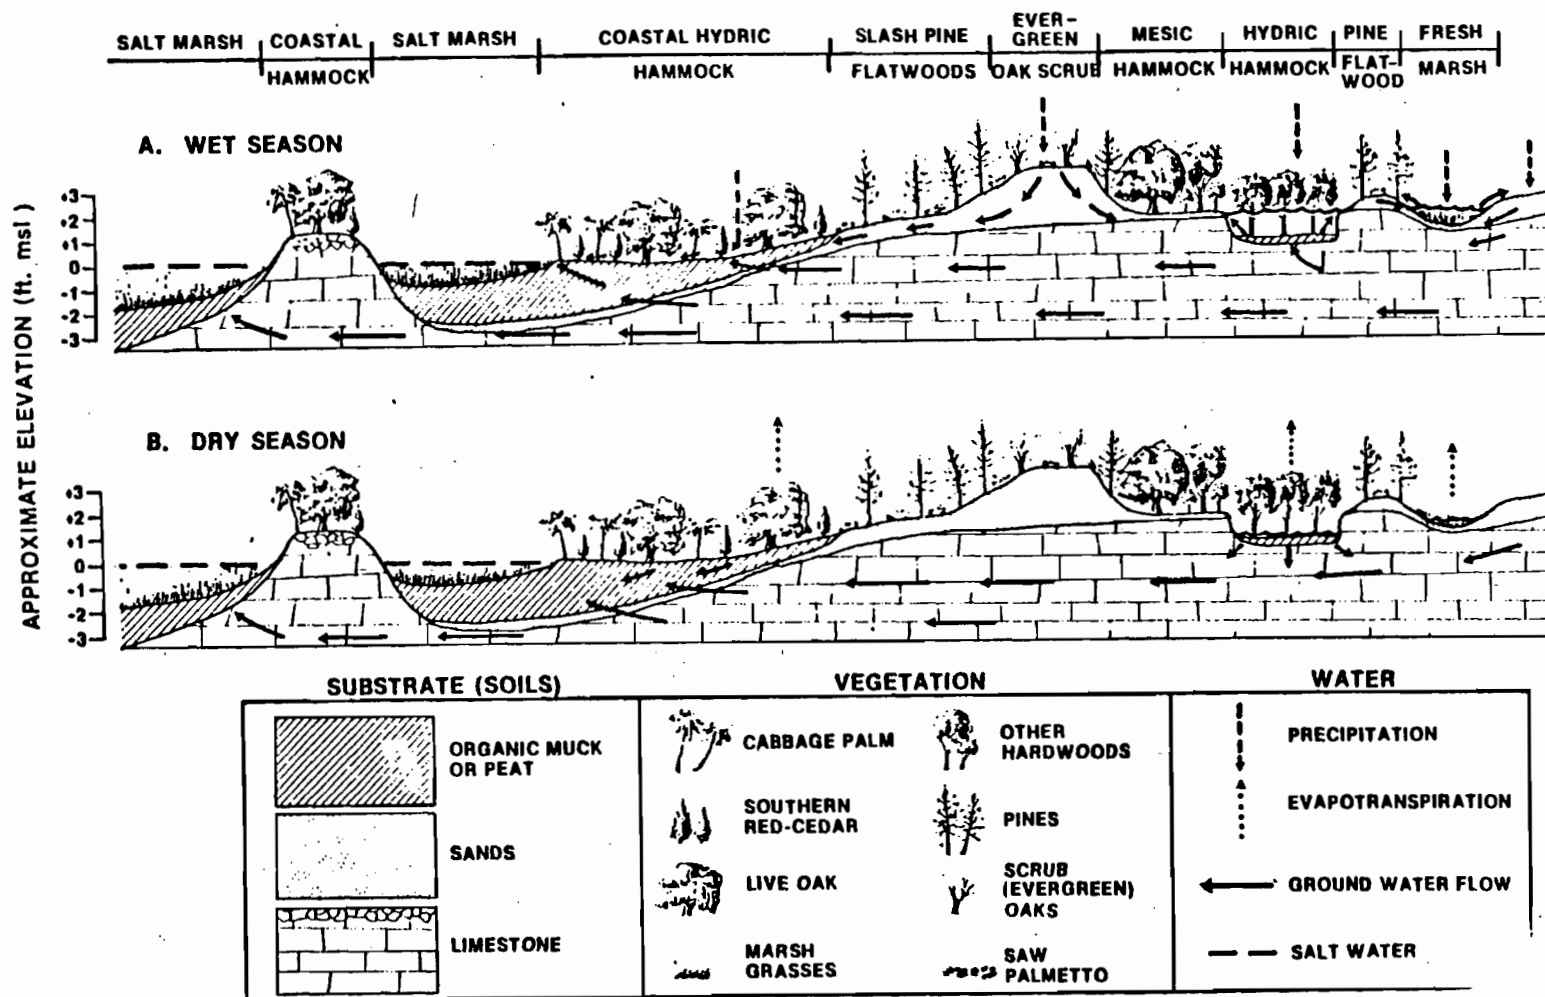 SALT MARSH | COASTAL HAMMOCK | SALT MARSH | COASTAL HYDRIC HAMMOCK | SLASH PINE FLATWOODS | EVER-GREEN OAK SCRUB | MESIC HAMMOCK | HYDRIC HAMMOCK | PINE FLAT-WOOD | FRESH MARSH
A. WET SEASON
APPROXIMATE ELEVATION (ft. msl)
+3
+2
+1
0
-1
-2
-3
B. DRY SEASON
+3
+2
+1
0
-1
-2
-3
SUBSTRATE (SOILS)
ORGANIC MUCK
OR PEAT
SANDS
LIMESTONE
VEGETATION
CABBAGE PALM
SOUTHERN
RED-CEDAR
LIVE OAK
MARSH
GRASSES
OTHER
HARDWOODS
PINES
SCRUB
(EVERGREEN)
OAKS
SAW
PALMETTO
WATER
PRECIPITATION
EVAPOTRANSPIRATION
GROUND WATER FLOW
SALT WATER